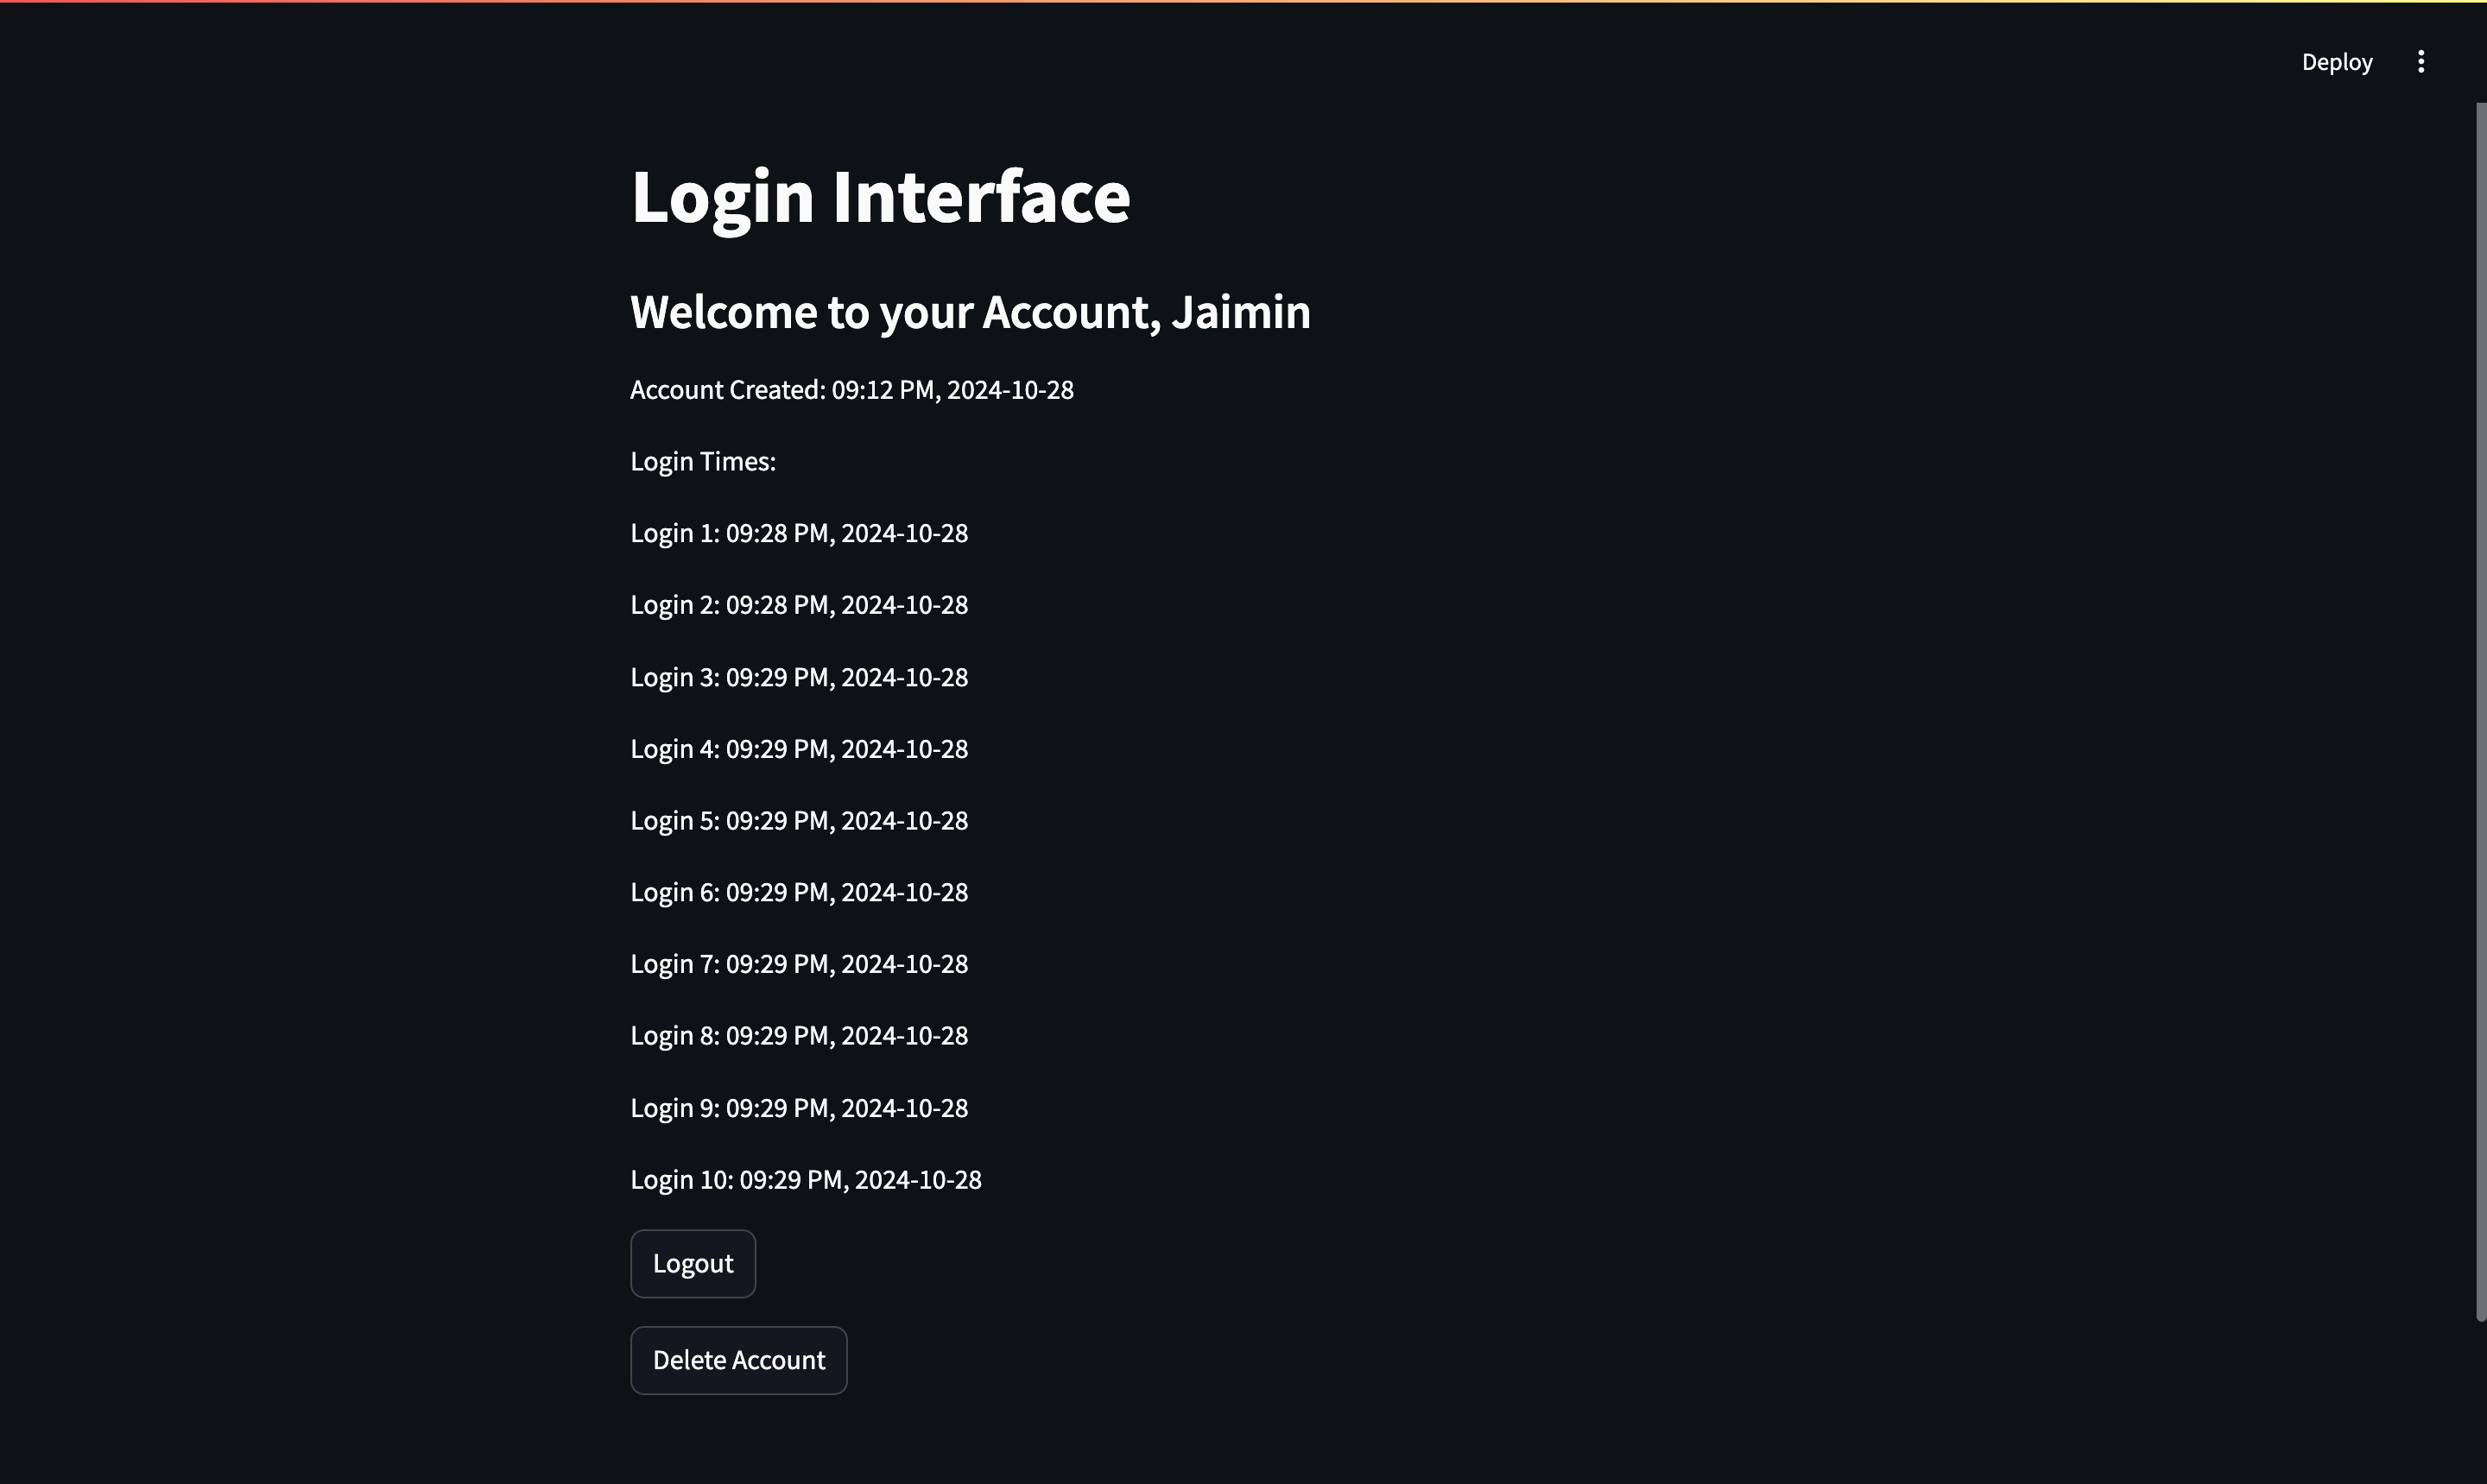 Deploy
Login Interface
Welcome to your Account, Jaimin
Account Created: 09:12 PM, 2024-10-28
Login Times:
Login 1: 09:28 PM, 2024-10-28
Login 2: 09:28 PM, 2024-10-28
Login 3: 09:29 PM, 2024-10-28
Login 4: 09:29 PM, 2024-10-28
Login 5: 09:29 PM, 2024-10-28
Login 6: 09:29 PM, 2024-10-28
Login 7: 09:29 PM, 2024-10-28
Login 8: 09:29 PM, 2024-10-28
Login 9: 09:29 PM, 2024-10-28
Login 10: 09:29 PM, 2024-10-28
Logout
Delete Account